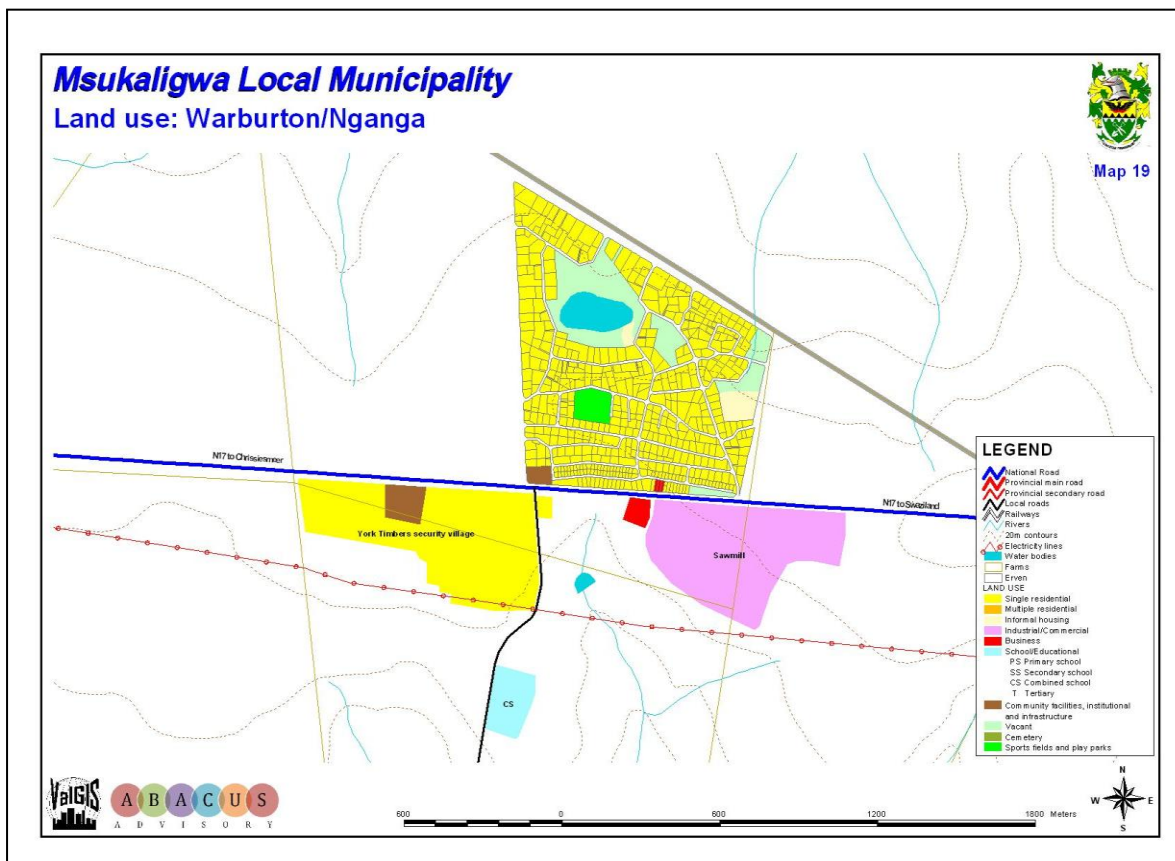 Msukaligwa Local Municipality
Land use: Warburton/Nganga
Map 19
N17 to Chrissiesmeer
N17 to Swaziland
York Timbers security village
Sawmill
CS
LEGEND
National Road
Provincial main road
Provincial secondary road
Local roads
Railways
Rivers
20m contours
Electricity lines
Water bodies
Farms
Erven
LAND USE
Single residential
Multiple residential
Informal housing
Industrial/Commercial
Business
School/Educational
PS Primary school
SS Secondary school
CS Combined school
T Tertiary
Community facilities, institutional
and infrastructure
Vacant
Cemetery
Sports fields and play parks
ValGIS
ABACUS
ADVISORY
600 0 600 1200 1800 Meters
N
W E
S